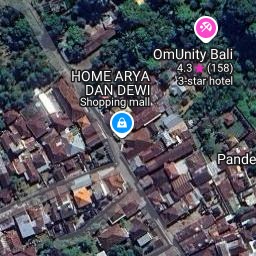 OmUnity Bali
4.3 ★ (158)
3-star hotel
HOME ARYA
DAN DEWI
Shopping mall
Pande